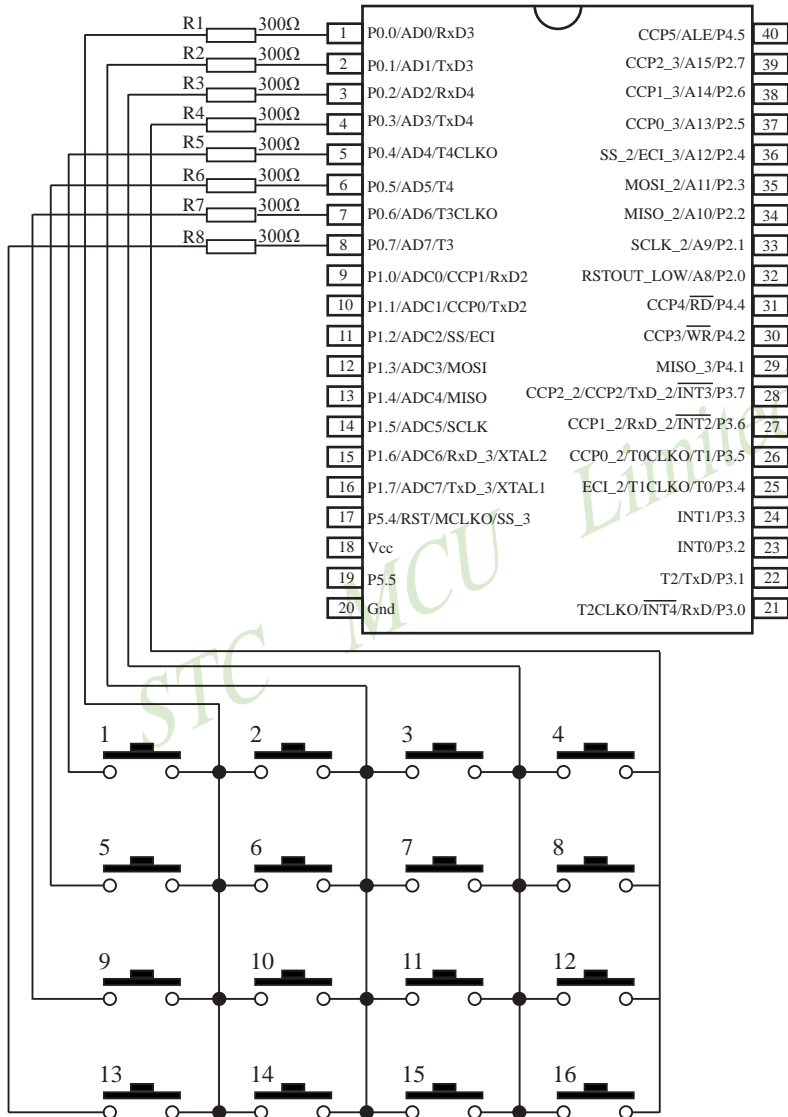 R1 300Ω 1 P0.0/AD0/RxD3 CCP5/ALE/P4.5 40
R2 300Ω 2 P0.1/AD1/TxD3 CCP2_3/A15/P2.7 39
R3 300Ω 3 P0.2/AD2/RxD4 CCP1_3/A14/P2.6 38
R4 300Ω 4 P0.3/AD3/TxD4 CCP0_3/A13/P2.5 37
R5 300Ω 5 P0.4/AD4/T4CLKO SS_2/ECI_3/A12/P2.4 36
R6 300Ω 6 P0.5/AD5/T4 MOSI_2/A11/P2.3 35
R7 300Ω 7 P0.6/AD6/T3CLKO MISO_2/A10/P2.2 34
R8 300Ω 8 P0.7/AD7/T3 SCLK_2/A9/P2.1 33
9 P1.0/ADC0/CCP1/RxD2 RSTOUT_LOW/A8/P2.0 32
10 P1.1/ADC1/CCP0/TxD2 CCP4/RD/P4.4 31
11 P1.2/ADC2/SS/ECI CCP3/WR/P4.2 30
12 P1.3/ADC3/MOSI MISO_3/P4.1 29
13 P1.4/ADC4/MISO CCP2_2/CCP2/TxD_2/INT3/P3.7 28
14 P1.5/ADC5/SCLK CCP1_2/RxD_2/INT2/P3.6 27
15 P1.6/ADC6/RxD_3/XTAL2 CCP0_2/T0CLKO/T1/P3.5 26
16 P1.7/ADC7/TxD_3/XTAL1 ECI_2/T1CLKO/T0/P3.4 25
17 P5.4/RST/MCLKO/SS_3 INT1/P3.3 24
18 Vcc INT0/P3.2 23
19 P5.5 T2/TxD/P3.1 22
20 Gnd T2CLKO/INT4/RxD/P3.0 21
STC MCU Limited
1 2 3 4
5 6 7 8
9 10 11 12
13 14 15 16